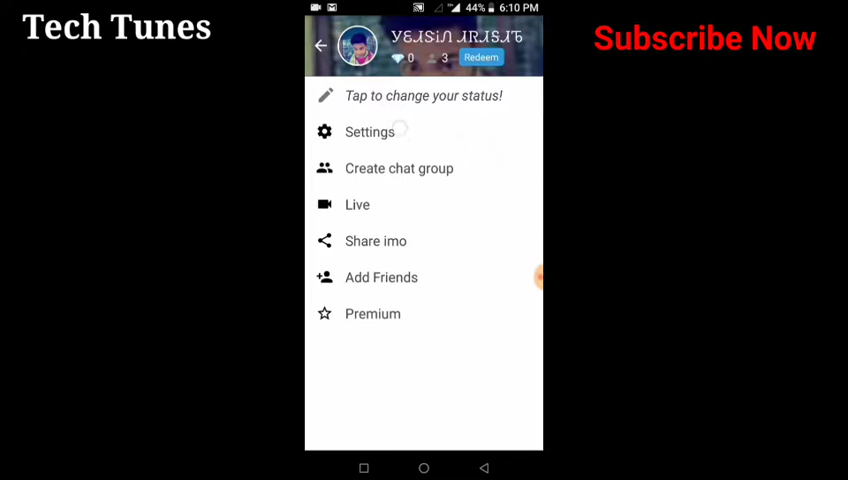 Tech Tunes
Subscribe Now
44% 6:10 PM
0 3 Redeem
Tap to change your status!
Settings
Create chat group
Live
Share imo
Add Friends
Premium